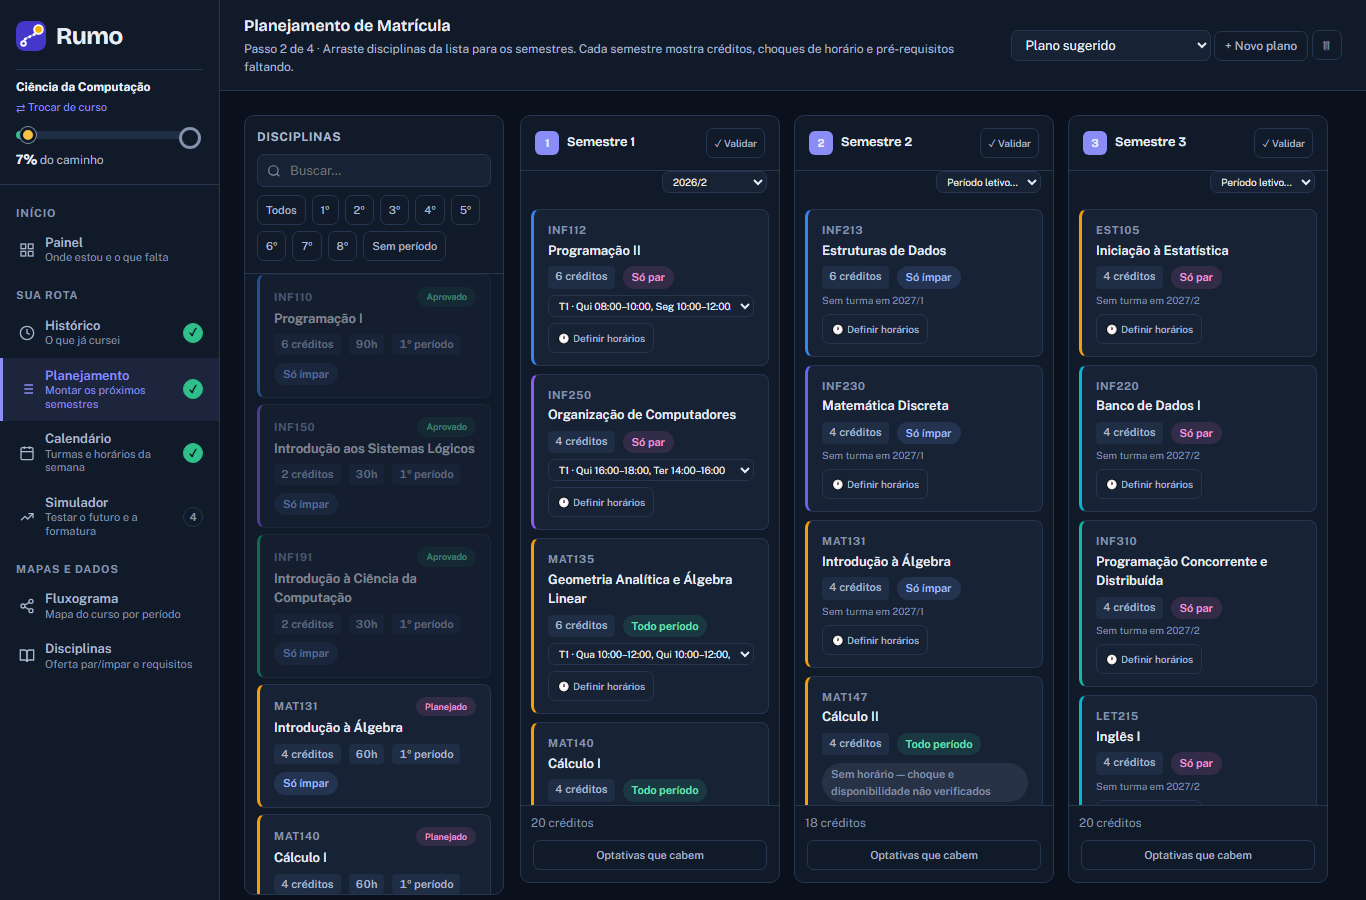 Rumo
Ciência da Computação
⇄ Trocar de curso
7% do caminho
INÍCIO
Painel
Onde estou e o que falta
SUA ROTA
Histórico
O que já cursei
Planejamento
Montar os próximos
semestres
Calendário
Turmas e horários da
semana
Simulador
Testar o futuro e a
formatura
4
MAPAS E DADOS
Fluxograma
Mapa do curso por período
Disciplinas
Oferta par/ímpar e requisitos
Planejamento de Matrícula
Passo 2 de 4 · Arraste disciplinas da lista para os semestres. Cada semestre mostra créditos, choques de horário e pré-requisitos
faltando.
Plano sugerido
+ Novo plano
DISCIPLINAS
Buscar...
Todos 1º 2º 3º 4º 5º
6º 7º 8º Sem período
INF110 Aprovado
Programação I
6 créditos 90h 1º período
Só ímpar
INF150 Aprovado
Introdução aos Sistemas Lógicos
2 créditos 30h 1º período
Só ímpar
INF191 Aprovado
Introdução à Ciência da
Computação
2 créditos 30h 1º período
Só ímpar
MAT131 Planejado
Introdução à Álgebra
4 créditos 60h 1º período
Só ímpar
MAT140 Planejado
Cálculo I
4 créditos 60h 1º período
1 Semestre 1 ✓ Validar
2026/2
INF112
Programação II
6 créditos Só par
T1 · Qui 08:00–10:00, Seg 10:00–12:00
Definir horários
INF250
Organização de Computadores
4 créditos Só par
T1 · Qui 16:00–18:00, Ter 14:00–16:00
Definir horários
MAT135
Geometria Analítica e Álgebra
Linear
6 créditos Todo período
T1 · Qua 10:00–12:00, Qui 10:00–12:00,
Definir horários
MAT140
Cálculo I
4 créditos Todo período
20 créditos
Optativas que cabem
2 Semestre 2 ✓ Validar
Período letivo...
INF213
Estruturas de Dados
6 créditos Só ímpar
Sem turma em 2027/1
Definir horários
INF230
Matemática Discreta
4 créditos Só ímpar
Sem turma em 2027/1
Definir horários
MAT131
Introdução à Álgebra
4 créditos Só ímpar
Sem turma em 2027/1
Definir horários
MAT147
Cálculo II
4 créditos Todo período
Sem horário — choque e
disponibilidade não verificados
18 créditos
Optativas que cabem
3 Semestre 3 ✓ Validar
Período letivo...
EST105
Iniciação à Estatística
4 créditos Só par
Sem turma em 2027/2
Definir horários
INF220
Banco de Dados I
4 créditos Só par
Sem turma em 2027/2
Definir horários
INF310
Programação Concorrente e
Distribuída
4 créditos Só par
Sem turma em 2027/2
Definir horários
LET215
Inglês I
4 créditos Só par
Sem turma em 2027/2
20 créditos
Optativas que cabem